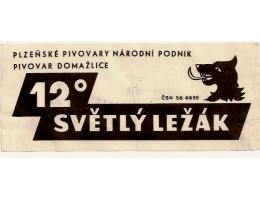 PLZEŇSKÉ PIVOVARY NÁRODNÍ PODNIK
PIVOVAR DOMAŽLICE
12°
ČSN 56 6635
SVĚTLÝ LEŽÁK